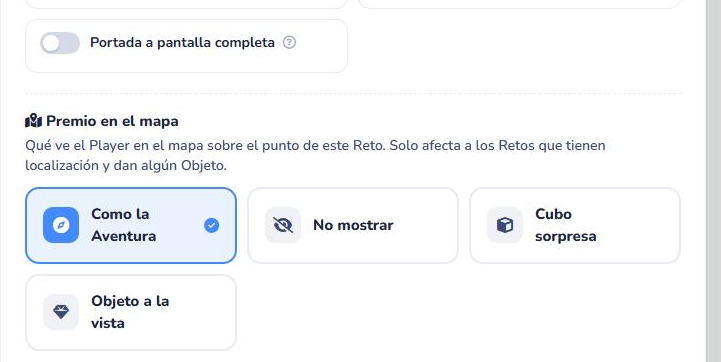 Portada a pantalla completa
Premio en el mapa
Qué ve el Player en el mapa sobre el punto de este Reto. Solo afecta a los Retos que tienen
localización y dan algún Objeto.
Como la
Aventura
No mostrar
Cubo
sorpresa
Objeto a la
vista